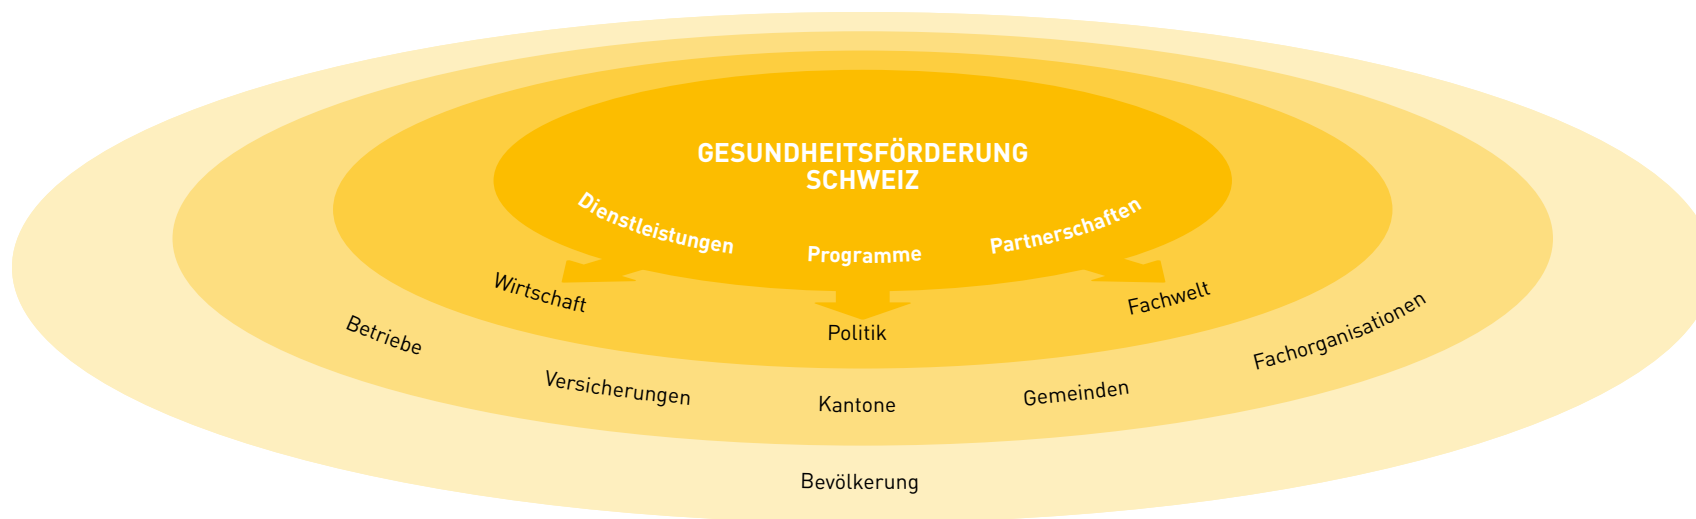 GESUNDHEITSFÖRDERUNG
SCHWEIZ
Dienstleistungen
Programme
Partnerschaften
Wirtschaft
Politik
Fachwelt
Betriebe
Versicherungen
Kantone
Gemeinden
Fachorganisationen
Bevölkerung